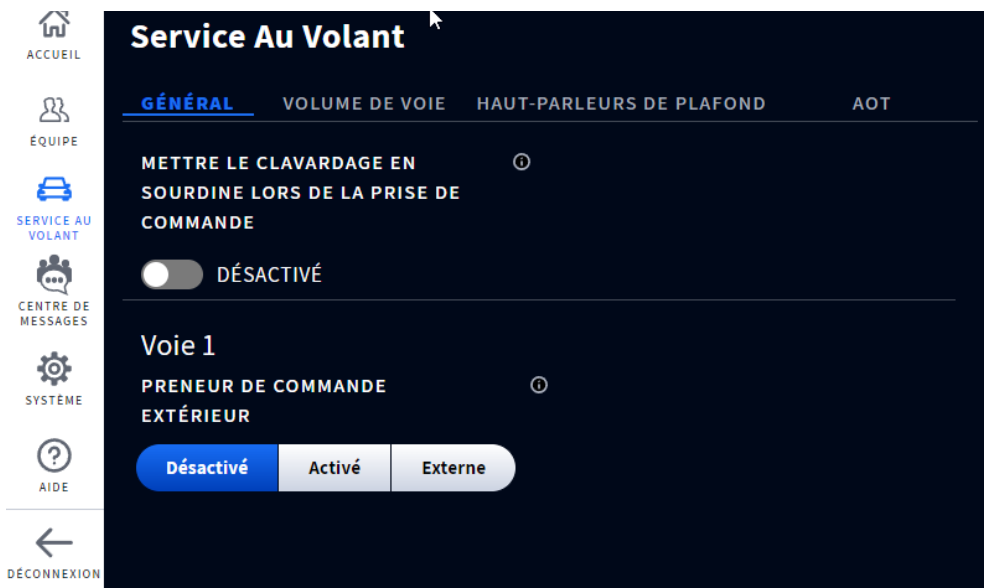 Service Au Volant
ACCUEIL
GÉNÉRAL VOLUME DE VOIE HAUT-PARLEURS DE PLAFOND AOT
ÉQUIPE
METTRE LE CLAVARDAGE EN
SOURDINE LORS DE LA PRISE DE
COMMANDE
SERVICE AU
VOLANT
DÉSACTIVÉ
CENTRE DE
MESSAGES
Voie 1
PRENEUR DE COMMANDE
EXTÉRIEUR
SYSTÈME
Désactivé Activé Externe
AIDE
DÉCONNEXION